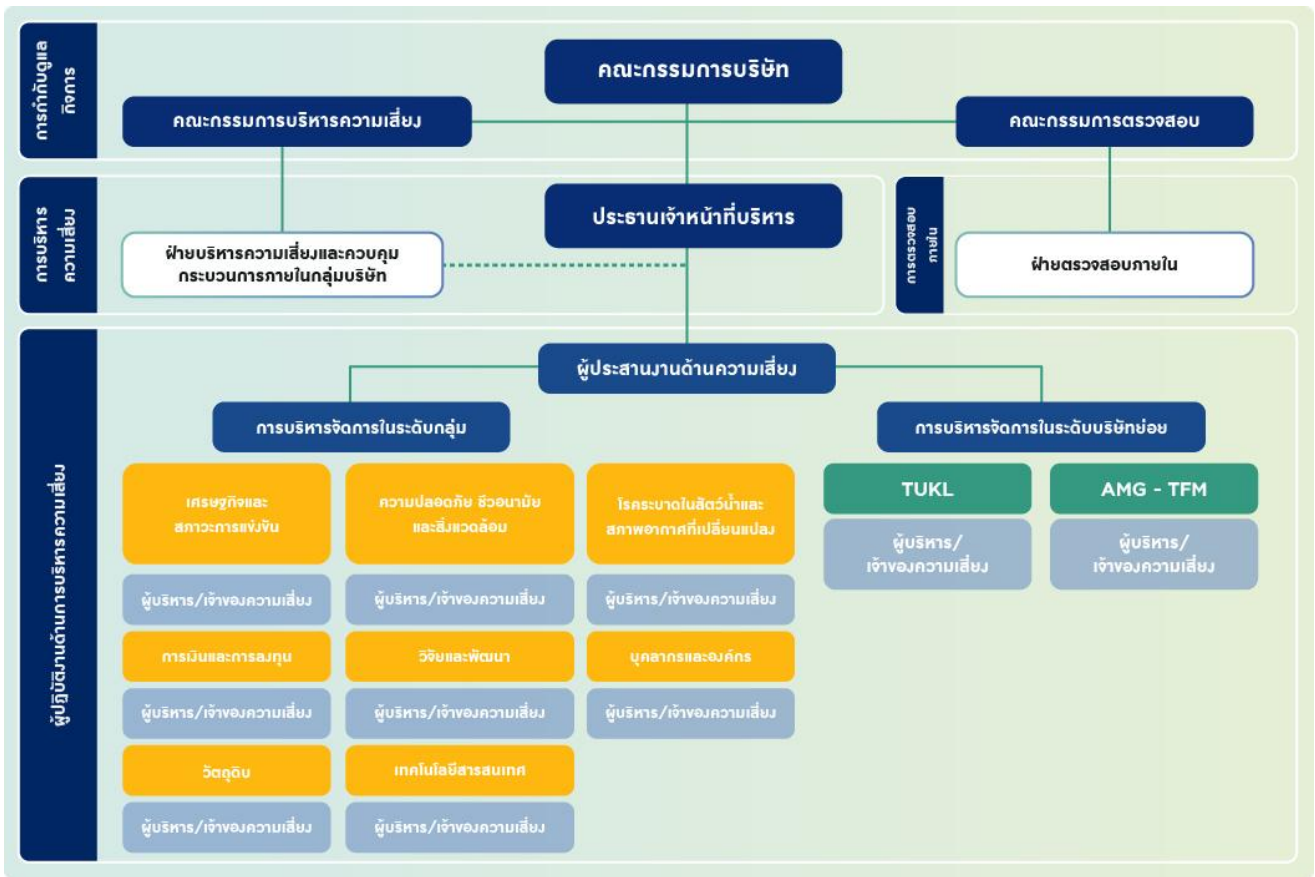 การกำกับดูแล
กิจการ
คณะกรรมการบริษัท
คณะกรรมการบริหารความเสี่ยง
คณะกรรมการตรวจสอบ
การบริหาร
ความเสี่ยง
ประธานเจ้าหน้าที่บริหาร
ฝ่ายบริหารความเสี่ยงและควบคุม
กระบวนการภายในกลุ่มบริษัท
การตรวจสอบ
ภายใน
ฝ่ายตรวจสอบภายใน
ผู้ปฏิบัติงานด้านการบริหารความเสี่ยง
ผู้ประสานงานด้านความเสี่ยง
การบริหารจัดการในระดับกลุ่ม
การบริหารจัดการในระดับบริษัทย่อย
เศรษฐกิจและ
สภาวะการแข่งขัน
ความปลอดภัย ชีวอนามัย
และสิ่งแวดล้อม
โรคระบาดในสัตว์น้ำและ
สภาพอากาศที่เปลี่ยนแปลง
TUKL
AMG - TFM
ผู้บริหาร/
เจ้าของความเสี่ยง
ผู้บริหาร/
เจ้าของความเสี่ยง
ผู้บริหาร/เจ้าของความเสี่ยง
ผู้บริหาร/เจ้าของความเสี่ยง
ผู้บริหาร/เจ้าของความเสี่ยง
การเงินและการลงทุน
วิจัยและพัฒนา
บุคลากรและองค์กร
ผู้บริหาร/เจ้าของความเสี่ยง
ผู้บริหาร/เจ้าของความเสี่ยง
ผู้บริหาร/เจ้าของความเสี่ยง
วัตถุดิบ
เทคโนโลยีสารสนเทศ
ผู้บริหาร/เจ้าของความเสี่ยง
ผู้บริหาร/เจ้าของความเสี่ยง